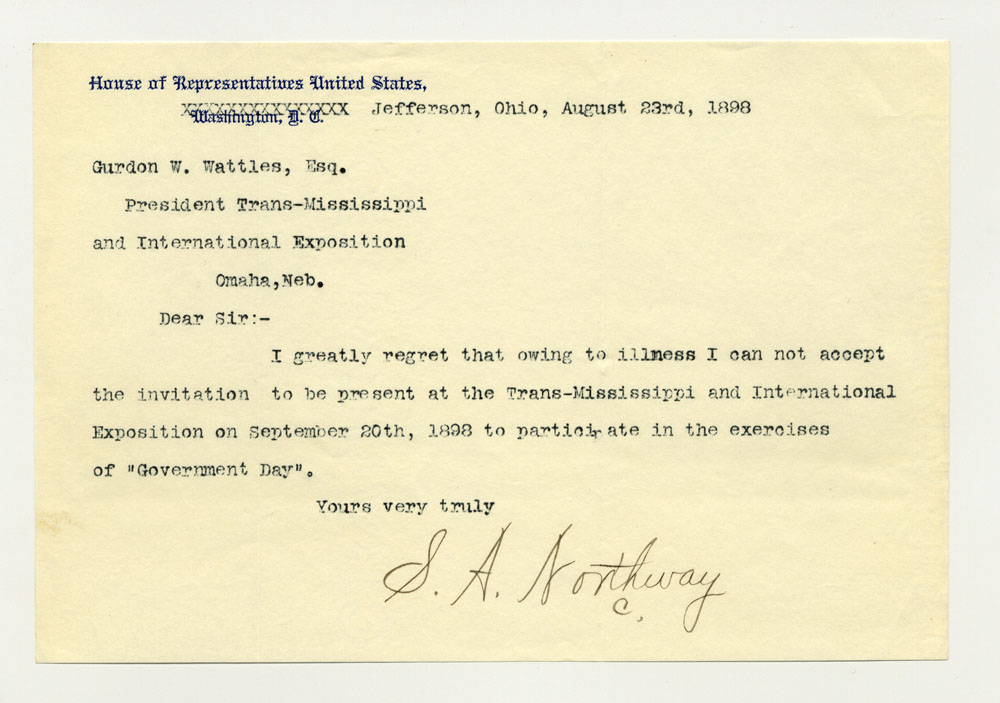 House of Representatives United States,
XXXXXXXXXXXXXXX Jefferson, Ohio, August 23rd, 1898
Washington, D. C.
Gurdon W. Wattles, Esq.
President Trans-Mississippi
and International Exposition
Omaha,Neb.
Dear Sir:-
I greatly regret that owing to illness I can not accept
the invitation to be present at the Trans-Mississippi and International
Exposition on September 20th, 1898 to participate in the exercises
of "Government Day".
Yours very truly
S. A. Northway
C.